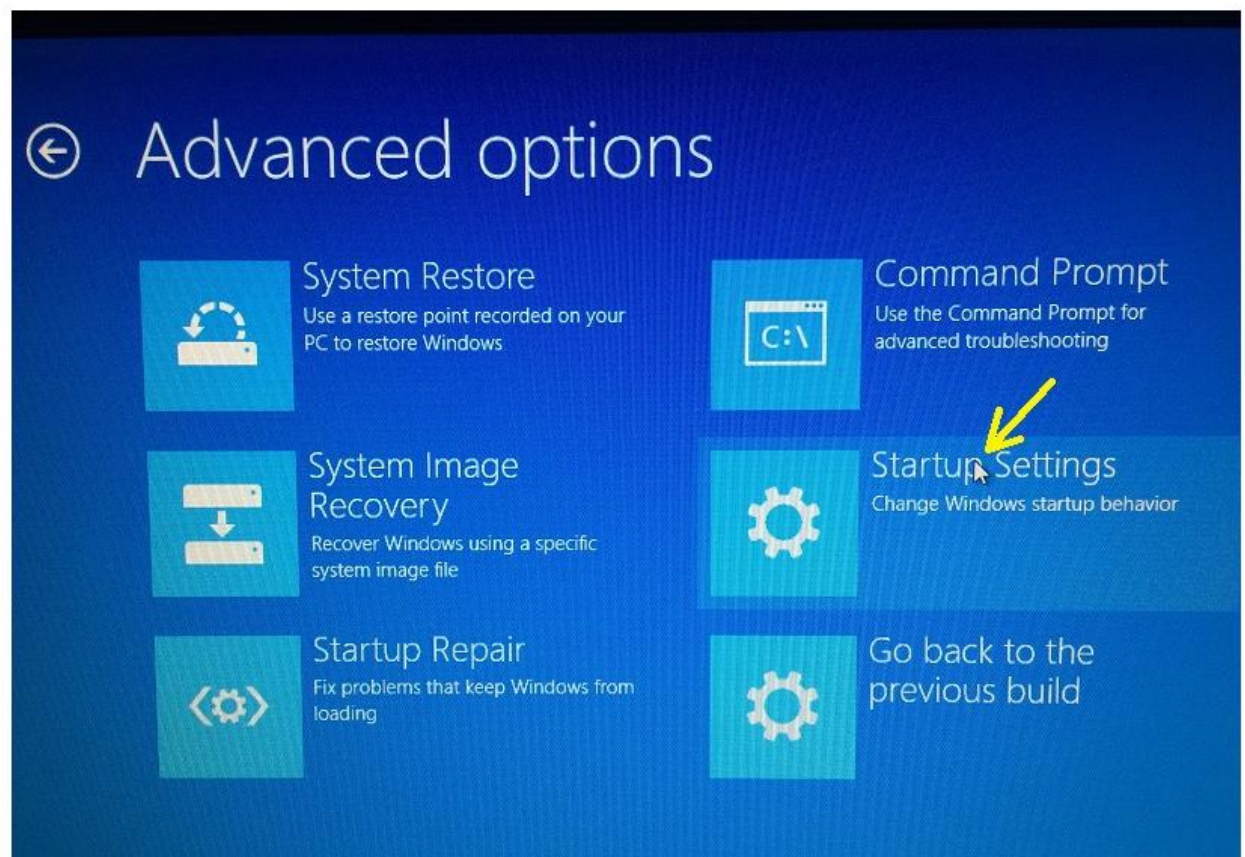 Advanced options
System Restore
Use a restore point recorded on your
PC to restore Windows
Command Prompt
Use the Command Prompt for
advanced troubleshooting
C:\
System Image
Recovery
Recover Windows using a specific
system image file
Startup Settings
Change Windows startup behavior
Startup Repair
Fix problems that keep Windows from
loading
Go back to the
previous build